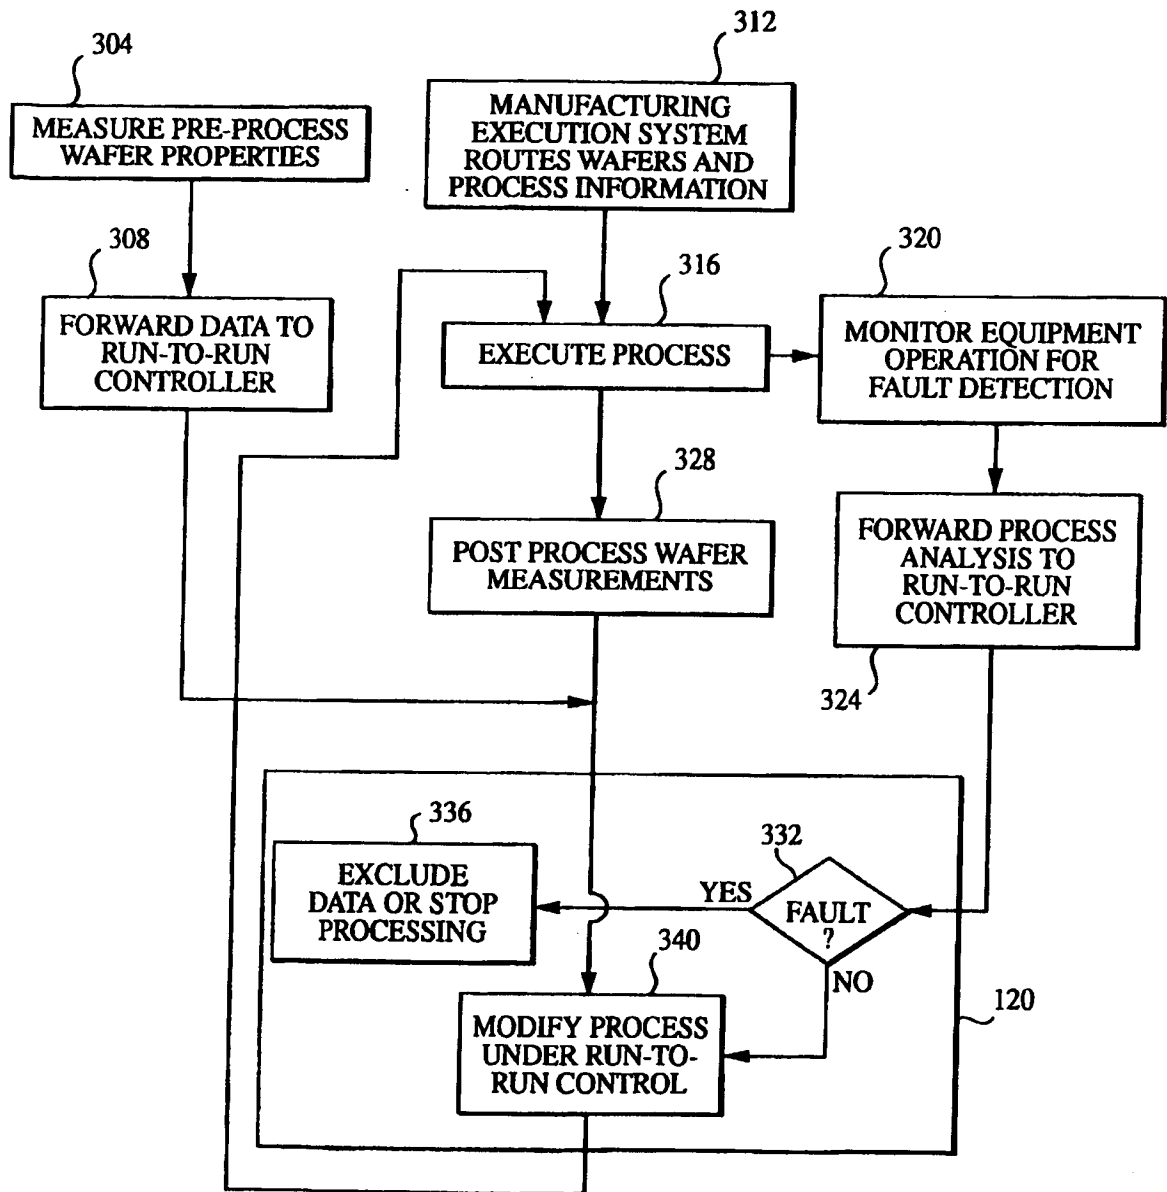 312
304
MANUFACTURING
EXECUTION SYSTEM
ROUTES WAFERS AND
PROCESS INFORMATION
MEASURE PRE-PROCESS
WAFER PROPERTIES
308
316
320
FORWARD DATA TO
RUN-TO-RUN
CONTROLLER
EXECUTE PROCESS
MONITOR EQUIPMENT
OPERATION FOR
FAULT DETECTION
328
POST PROCESS WAFER
MEASUREMENTS
FORWARD PROCESS
ANALYSIS TO
RUN-TO-RUN
CONTROLLER
324
336
EXCLUDE
DATA OR STOP
PROCESSING
YES
332
FAULT
?
NO
340
MODIFY PROCESS
UNDER RUN-TO-
RUN CONTROL
120